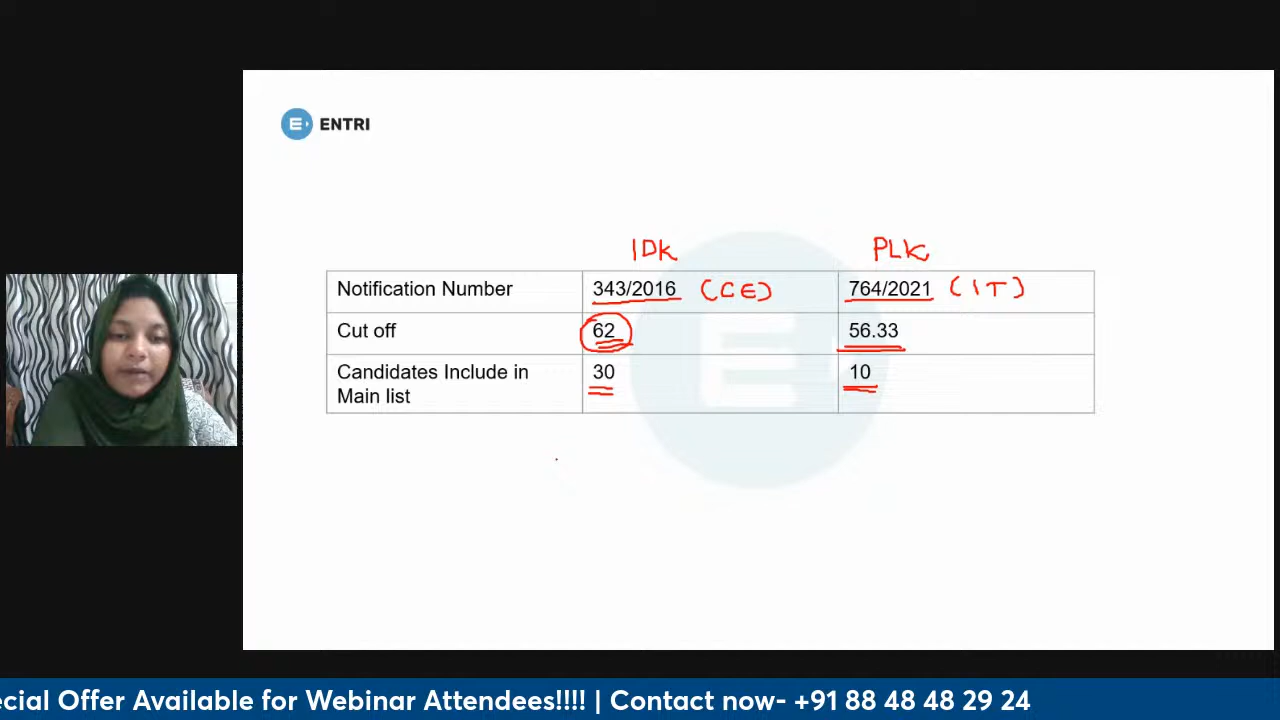 ENTRI
IDK PLK
Notification Number 343/2016 (CE) 764/2021 (IT)
Cut off 62 56.33
Candidates Include in 30 10
Main list
ecial Offer Available for Webinar Attendees!!!! | Contact now- +91 88 48 48 29 24